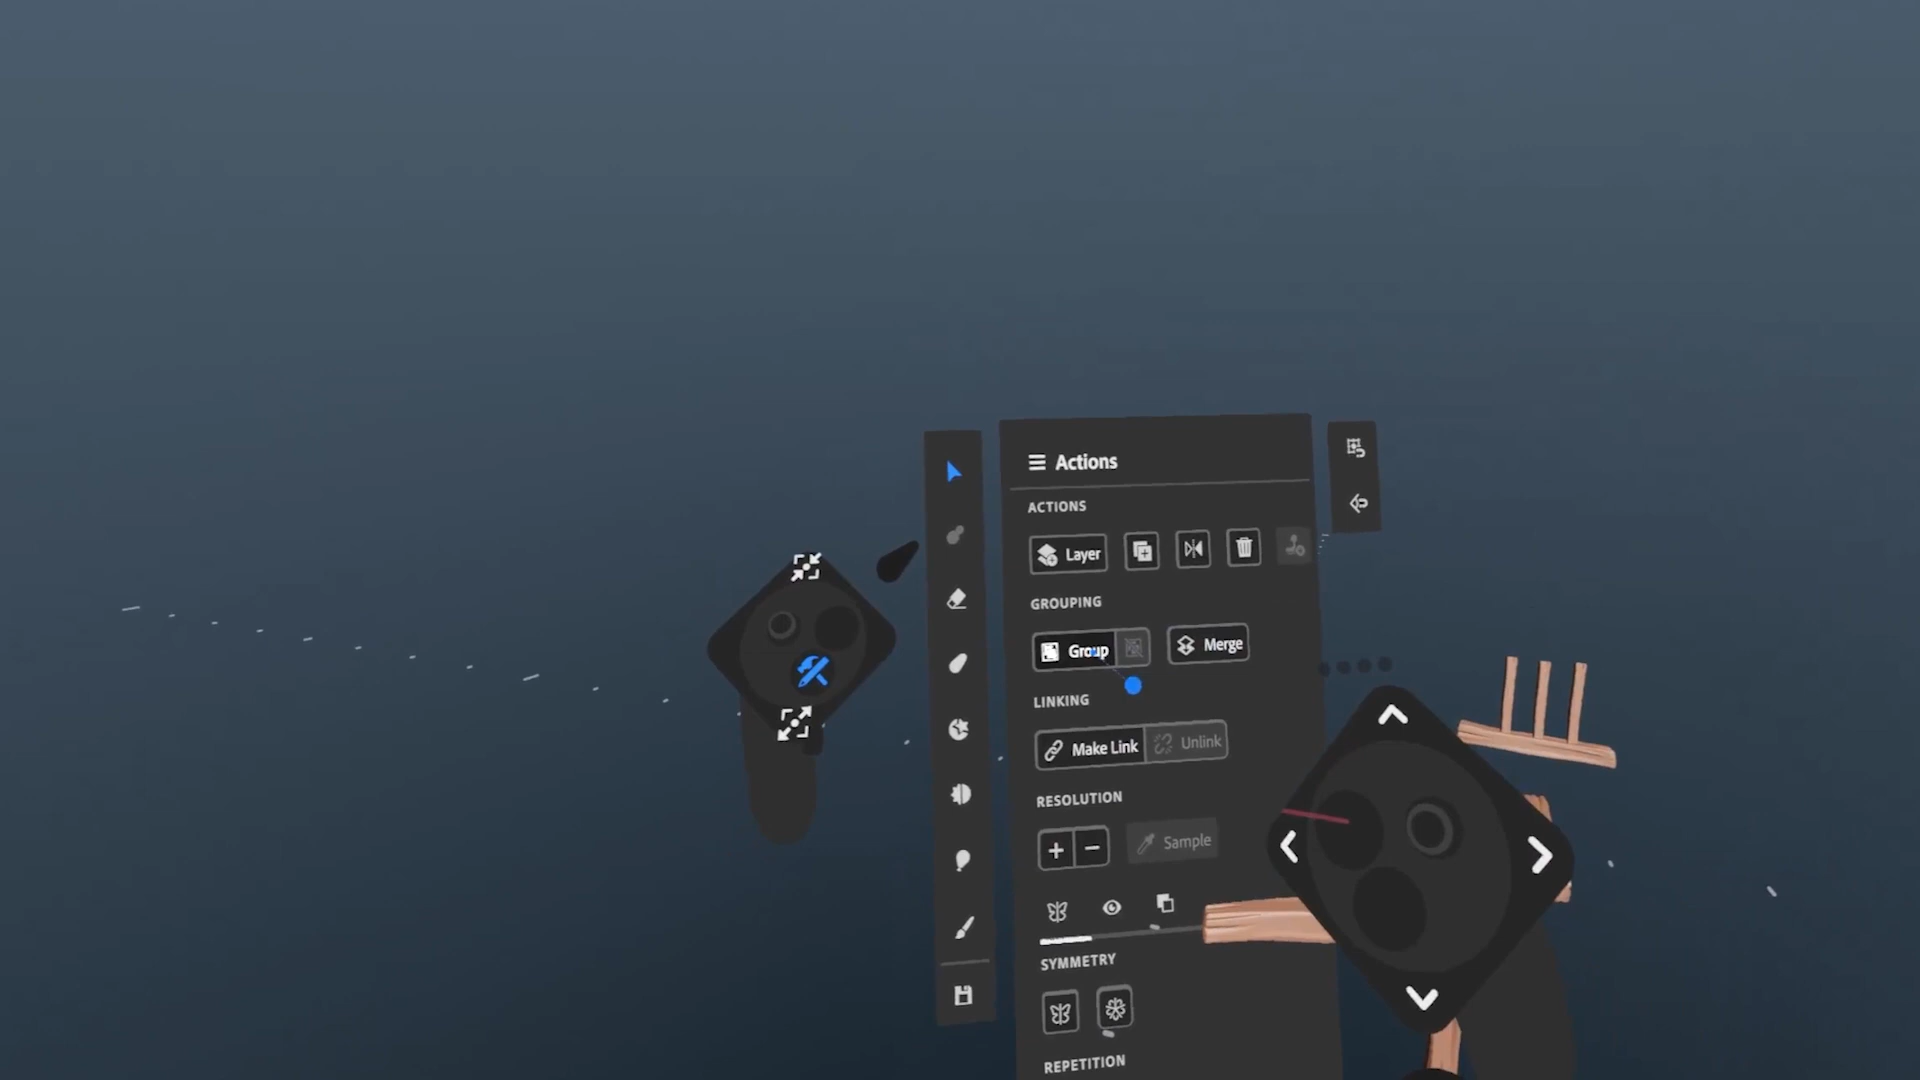 Actions
ACTIONS
Layer
GROUPING
Group Merge
LINKING
Make Link Unlink
RESOLUTION
+ − Sample
SYMMETRY
REPETITION